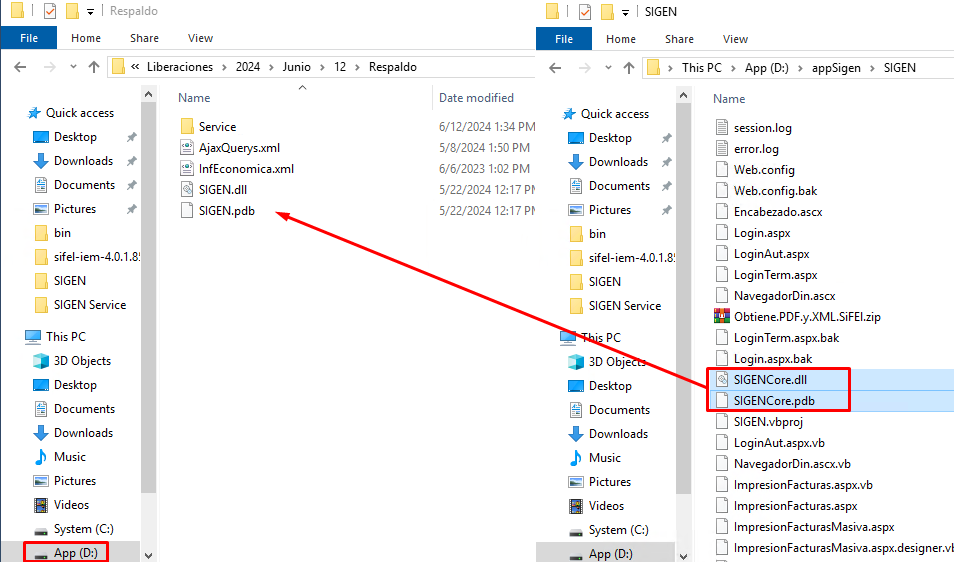 Respaldo
File Home Share View
« Liberaciones > 2024 > Junio > 12 > Respaldo
Name Date modified
Quick access
Desktop
Downloads
Documents
Pictures
bin
sifel-iem-4.0.1.85
SIGEN
SIGEN Service
This PC
3D Objects
Desktop
Documents
Downloads
Music
Pictures
Videos
System (C:)
App (D:)
Service 6/12/2024 1:34 PM
AjaxQuerys.xml 5/8/2024 1:50 PM
InfEconomica.xml 6/6/2023 1:02 PM
SIGEN.dll 5/22/2024 12:17 PM
SIGEN.pdb 5/22/2024 12:17 PM
SIGEN
File Home Share View
> This PC > App (D:) > appSigen > SIGEN
Name
Quick access
Desktop
Downloads
Documents
Pictures
bin
sifel-iem-4.0.1.85
SIGEN
SIGEN Service
This PC
3D Objects
Desktop
Documents
Downloads
Music
Pictures
Videos
System (C:)
App (D:)
session.log
error.log
Web.config
Web.config.bak
Encabezado.ascx
Login.aspx
LoginAut.aspx
LoginTerm.aspx
NavegadorDin.ascx
Obtiene.PDF.y.XML.SiFEI.zip
LoginTerm.aspx.bak
Login.aspx.bak
SIGENCore.dll
SIGENCore.pdb
SIGEN.vbproj
LoginAut.aspx.vb
NavegadorDin.ascx.vb
ImpresionFacturas.aspx.vb
ImpresionFacturas.aspx
ImpresionFacturasMasiva.aspx
ImpresionFacturasMasiva.aspx.designer.vb